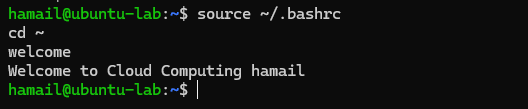 hamail@ubuntu-lab:~$ source ~/.bashrc
cd ~
welcome
Welcome to Cloud Computing hamail
hamail@ubuntu-lab:~$